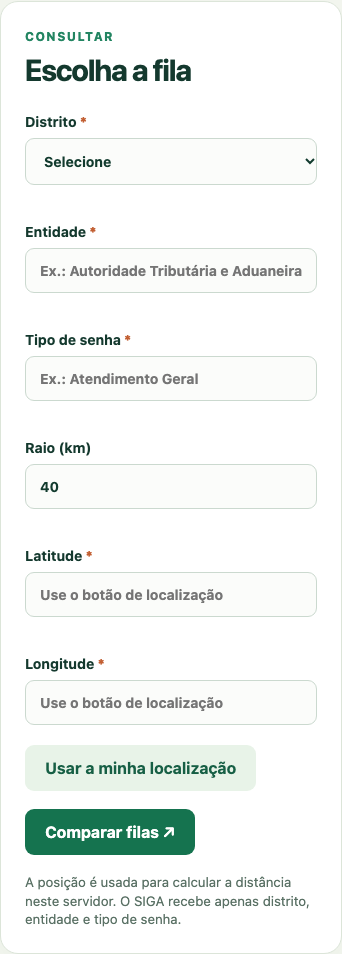 CONSULTAR
Escolha a fila
Distrito *
Selecione
Entidade *
Ex.: Autoridade Tributária e Aduaneira
Tipo de senha *
Ex.: Atendimento Geral
Raio (km)
40
Latitude *
Use o botão de localização
Longitude *
Use o botão de localização
Usar a minha localização
Comparar filas ↗
A posição é usada para calcular a distância
neste servidor. O SIGA recebe apenas distrito,
entidade e tipo de senha.